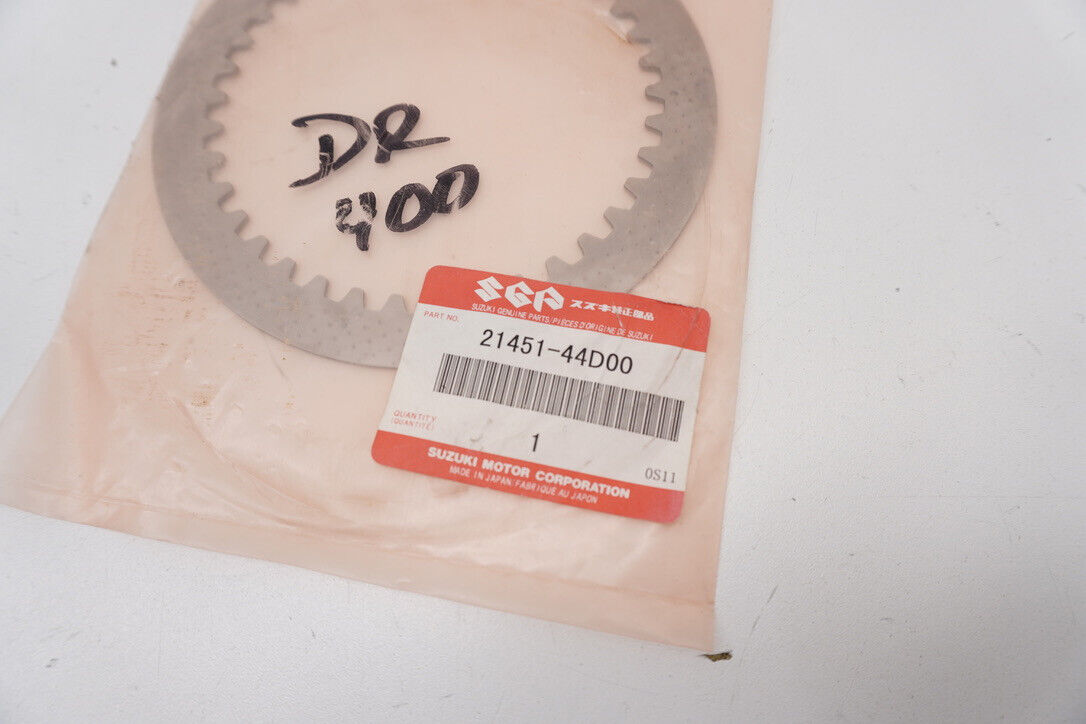 DR
400
SGP スズキ純正部品
SUZUKI GENUINE PARTS/PIECES D'ORIGINE DE SUZUKI
PART NO.
21451-44D00
QUANTITY
(QUANTITÉ)
1
0S11
SUZUKI MOTOR CORPORATION
MADE IN JAPAN/FABRIQUE AU JAPON